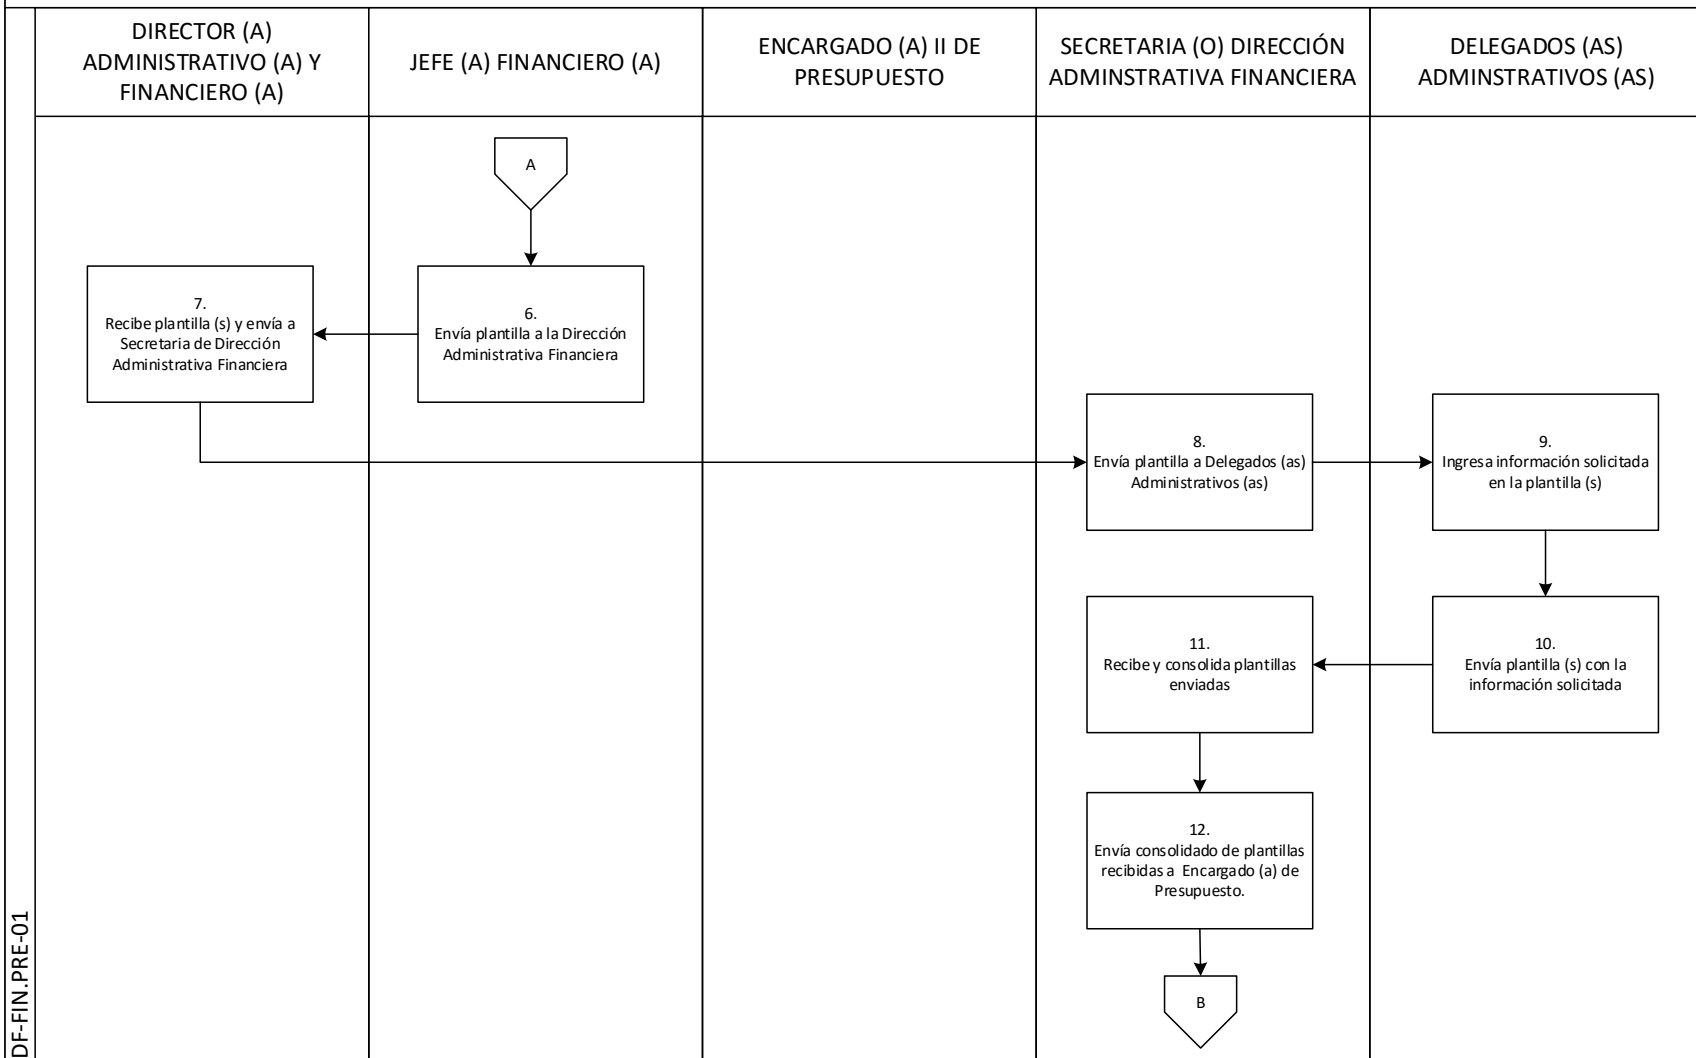 DIRECTOR (A)
ADMINISTRATIVO (A) Y
FINANCIERO (A)
JEFE (A) FINANCIERO (A)
ENCARGADO (A) II DE
PRESUPUESTO
SECRETARIA (O) DIRECCIÓN
ADMINSTRATIVA FINANCIERA
DELEGADOS (AS)
ADMINSTRATIVOS (AS)
A
7.
Recibe plantilla (s) y envía a
Secretaria de Dirección
Administrativa Financiera
6.
Envía plantilla a la Dirección
Administrativa Financiera
8.
Envía plantilla a Delegados (as)
Administrativos (as)
9.
Ingresa información solicitada
en la plantilla (s)
11.
Recibe y consolida plantillas
enviadas
10.
Envía plantilla (s) con la
información solicitada
12.
Envía consolidado de plantillas
recibidas a Encargado (a) de
Presupuesto.
B
DF-FIN.PRE-01